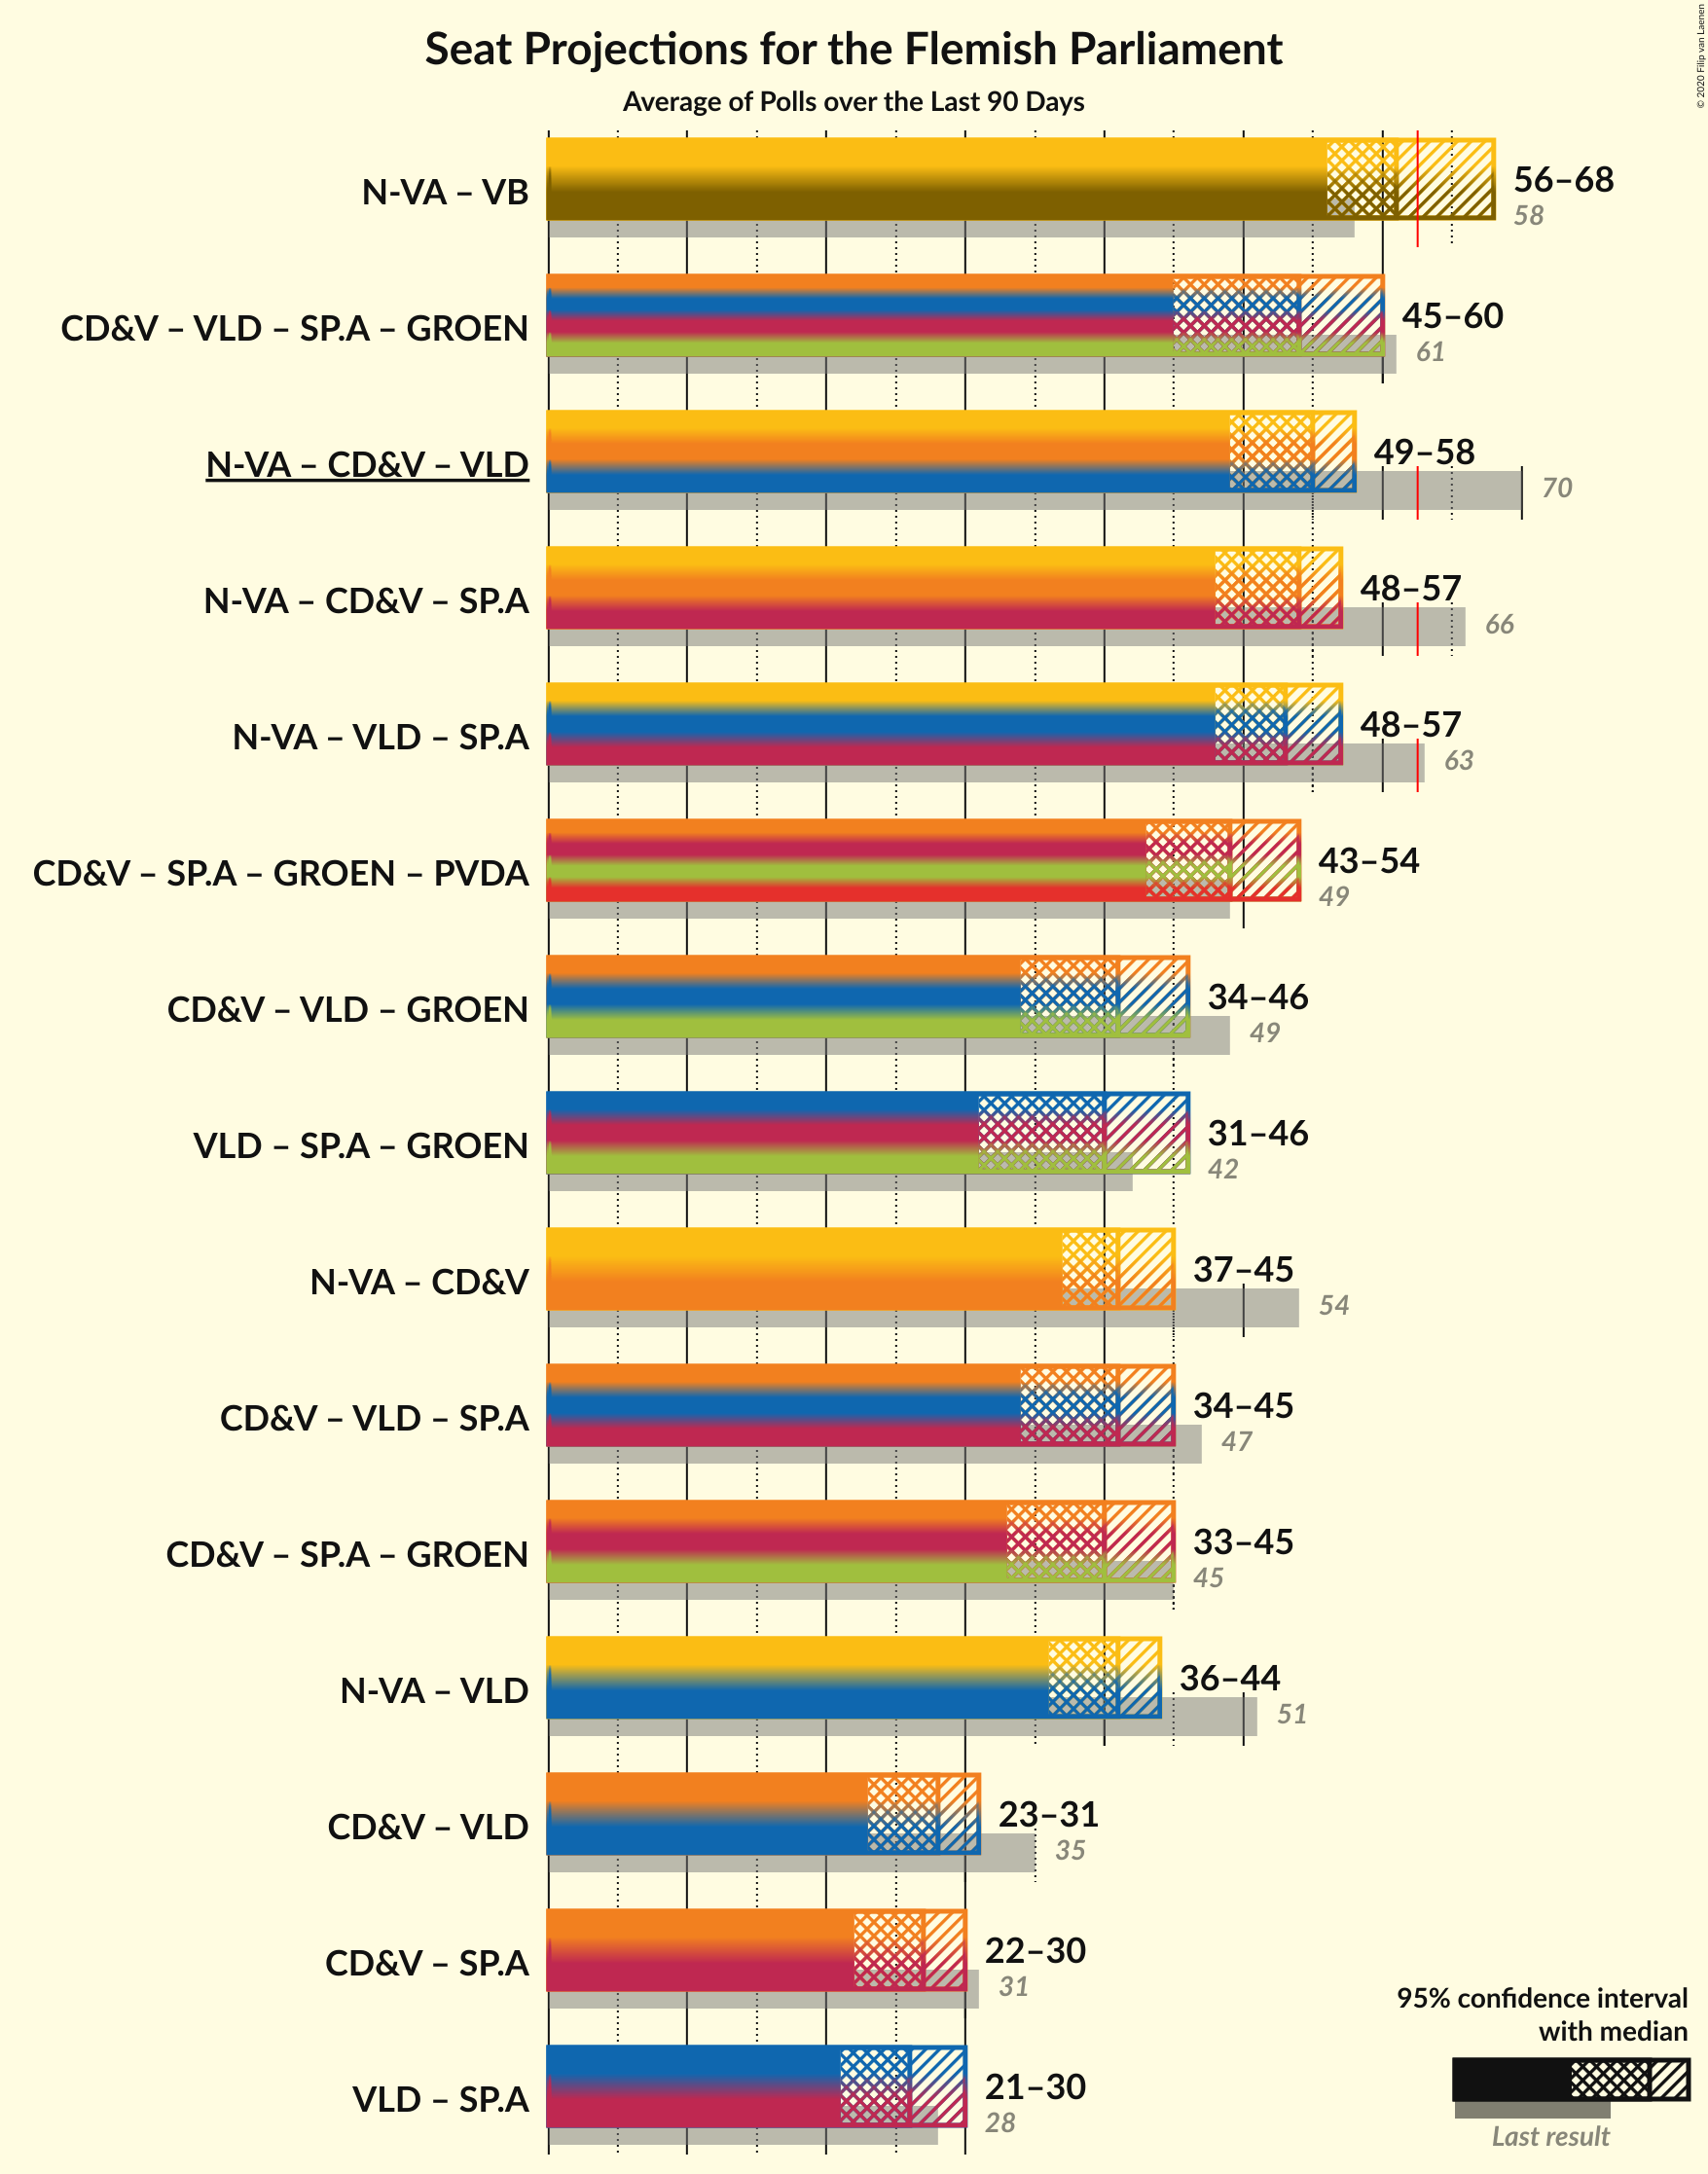 Seat Projections for the Flemish Parliament
Average of Polls over the Last 90 Days
© 2020 Filip van Laenen
N-VA – VB
56–68
58
CD&V – VLD – SP.A – GROEN
45–60
61
N-VA – CD&V – VLD
49–58
70
N-VA – CD&V – SP.A
48–57
66
N-VA – VLD – SP.A
48–57
63
CD&V – SP.A – GROEN – PVDA
43–54
49
CD&V – VLD – GROEN
34–46
49
VLD – SP.A – GROEN
31–46
42
N-VA – CD&V
37–45
54
CD&V – VLD – SP.A
34–45
47
CD&V – SP.A – GROEN
33–45
45
N-VA – VLD
36–44
51
CD&V – VLD
23–31
35
CD&V – SP.A
22–30
31
VLD – SP.A
21–30
28
95% confidence interval
with median
Last result